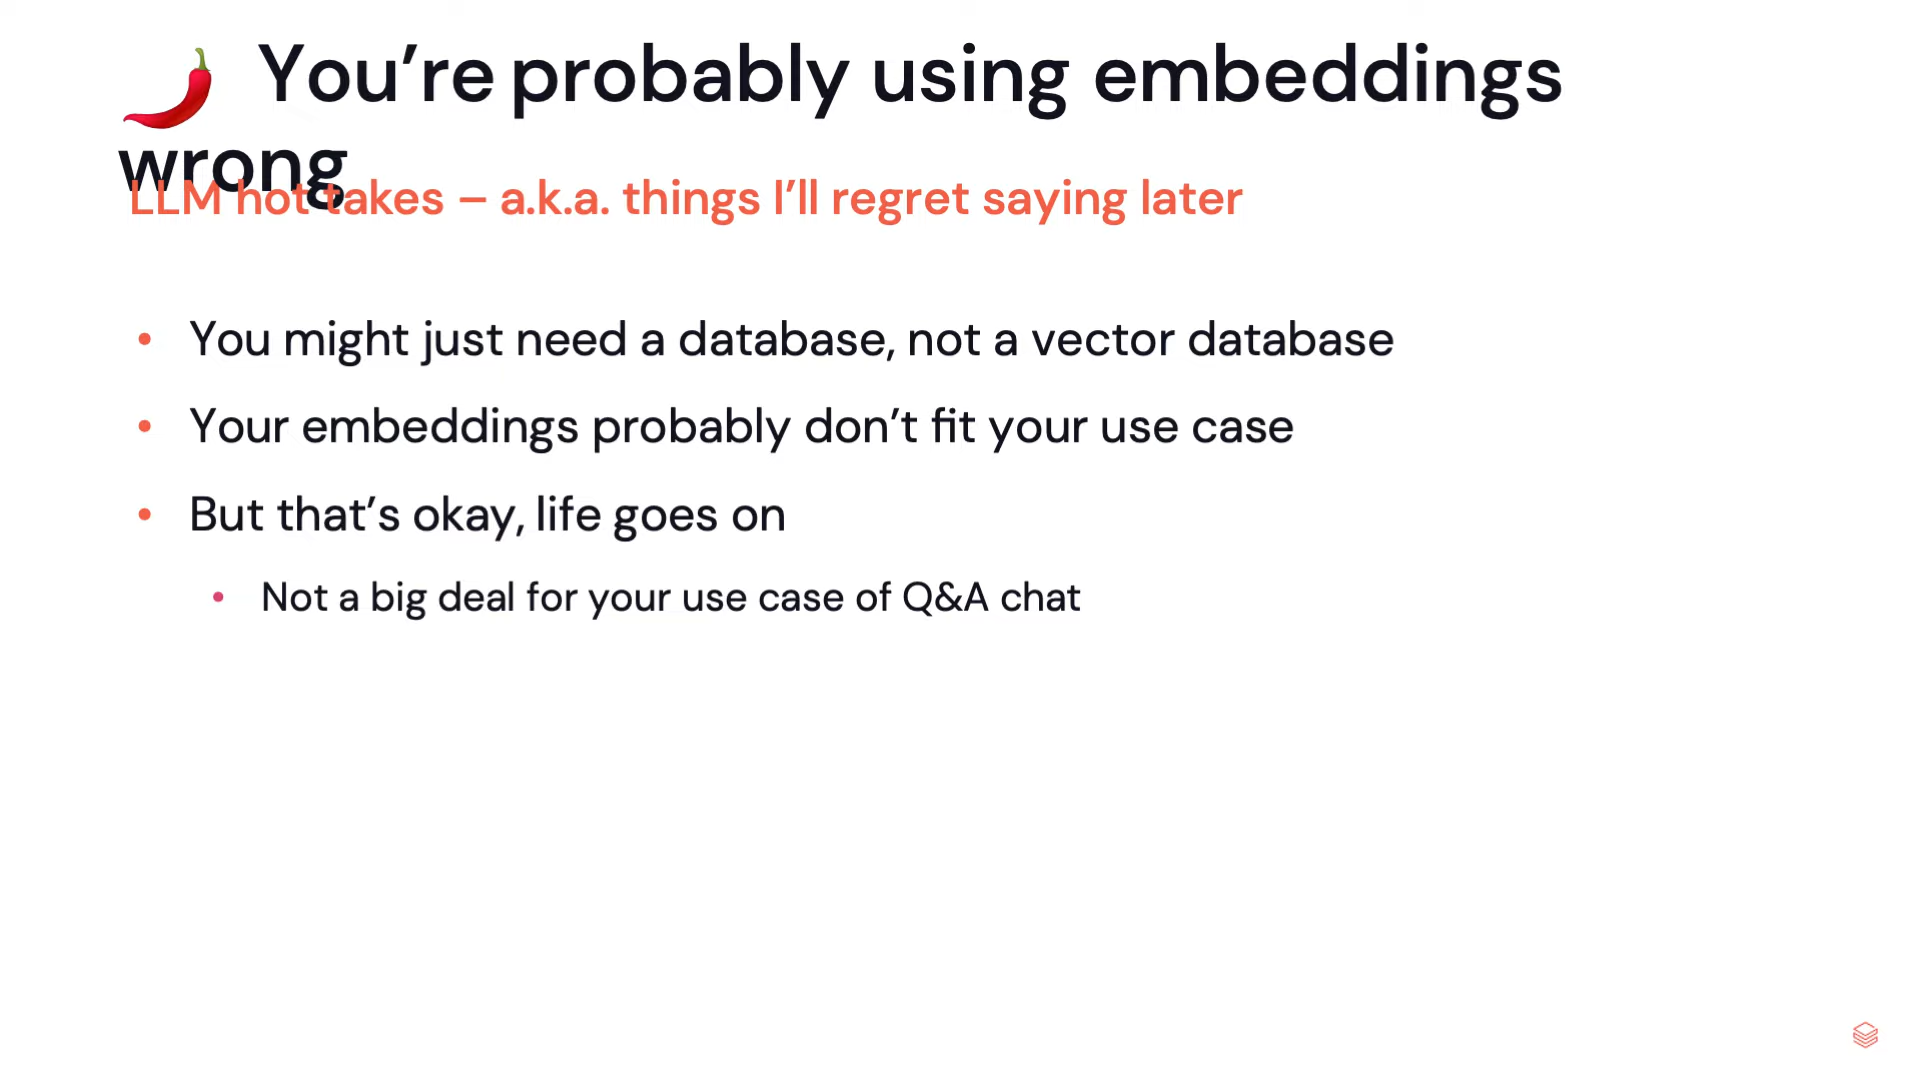 You’re probably using embeddings
wrong
LLM hot takes – a.k.a. things I’ll regret saying later
You might just need a database, not a vector database
Your embeddings probably don’t fit your use case
But that’s okay, life goes on
Not a big deal for your use case of Q&A chat